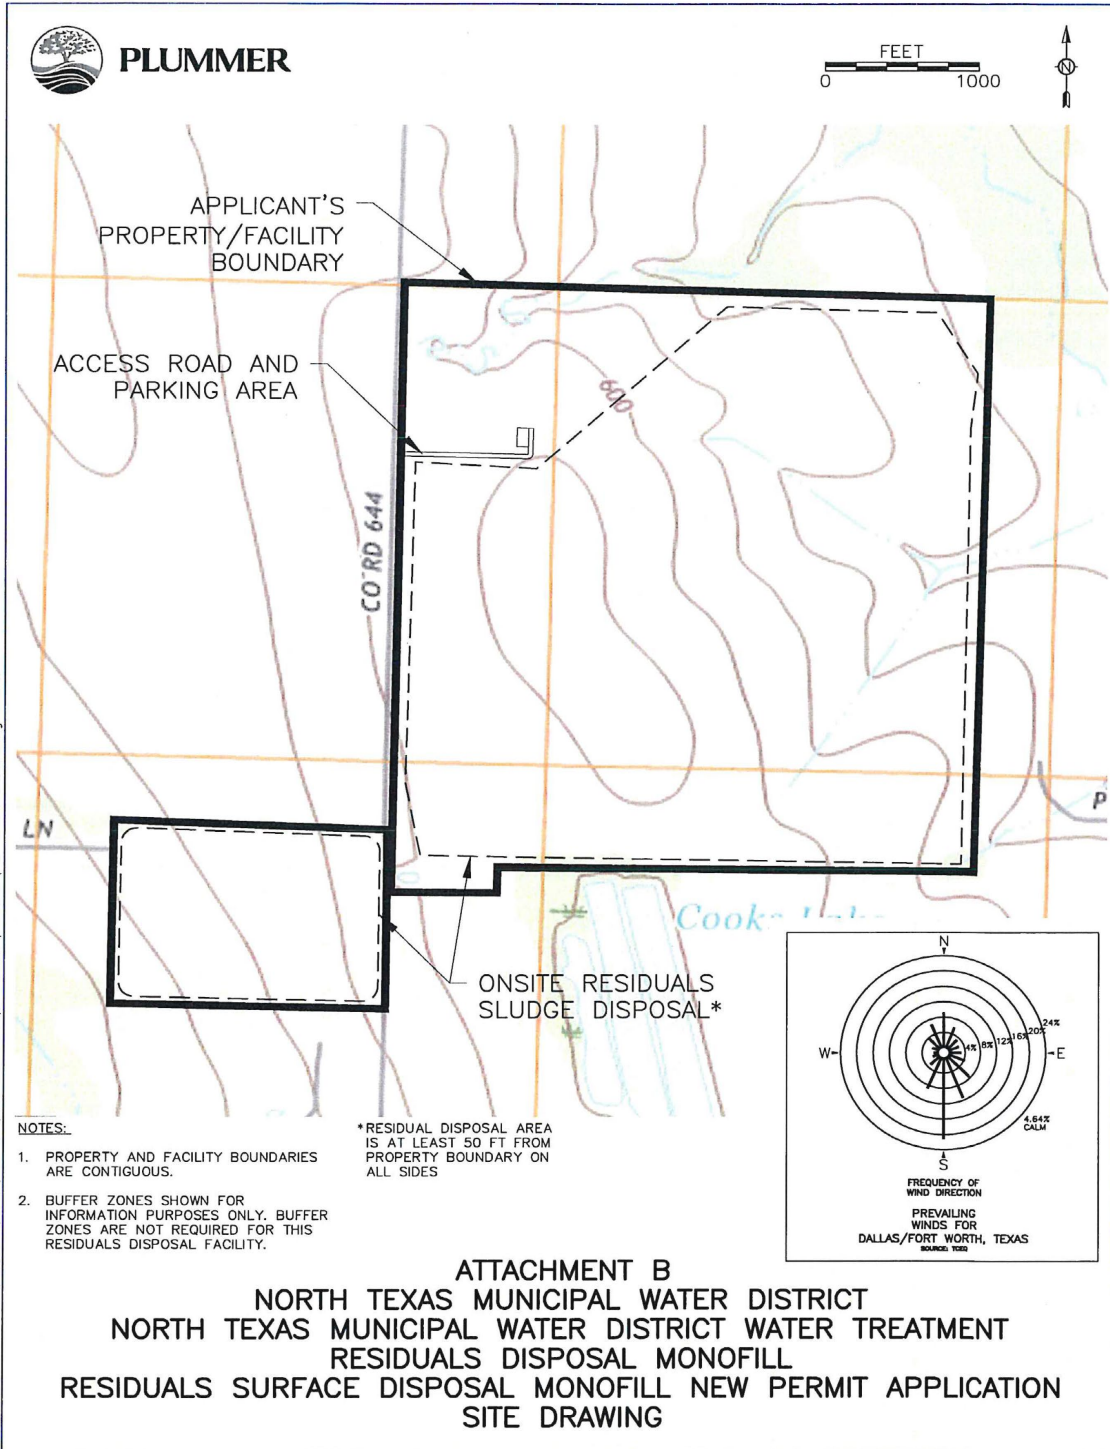 PLUMMER
FEET
0 1000
N
APPLICANT'S
PROPERTY/FACILITY
BOUNDARY
ACCESS ROAD AND
PARKING AREA
600
CO RD 644
LN
P
Cooks
ONSITE RESIDUALS
SLUDGE DISPOSAL*
N
W
E
S
4% 8% 12% 16% 20% 24%
4.64%
CALM
FREQUENCY OF
WIND DIRECTION
PREVAILING
WINDS FOR
DALLAS/FORT WORTH, TEXAS
SOURCE: TCEQ
NOTES:
1. PROPERTY AND FACILITY BOUNDARIES
ARE CONTIGUOUS.
2. BUFFER ZONES SHOWN FOR
INFORMATION PURPOSES ONLY. BUFFER
ZONES ARE NOT REQUIRED FOR THIS
RESIDUALS DISPOSAL FACILITY.
*RESIDUAL DISPOSAL AREA
IS AT LEAST 50 FT FROM
PROPERTY BOUNDARY ON
ALL SIDES
ATTACHMENT B
NORTH TEXAS MUNICIPAL WATER DISTRICT
NORTH TEXAS MUNICIPAL WATER DISTRICT WATER TREATMENT
RESIDUALS DISPOSAL MONOFILL
RESIDUALS SURFACE DISPOSAL MONOFILL NEW PERMIT APPLICATION
SITE DRAWING